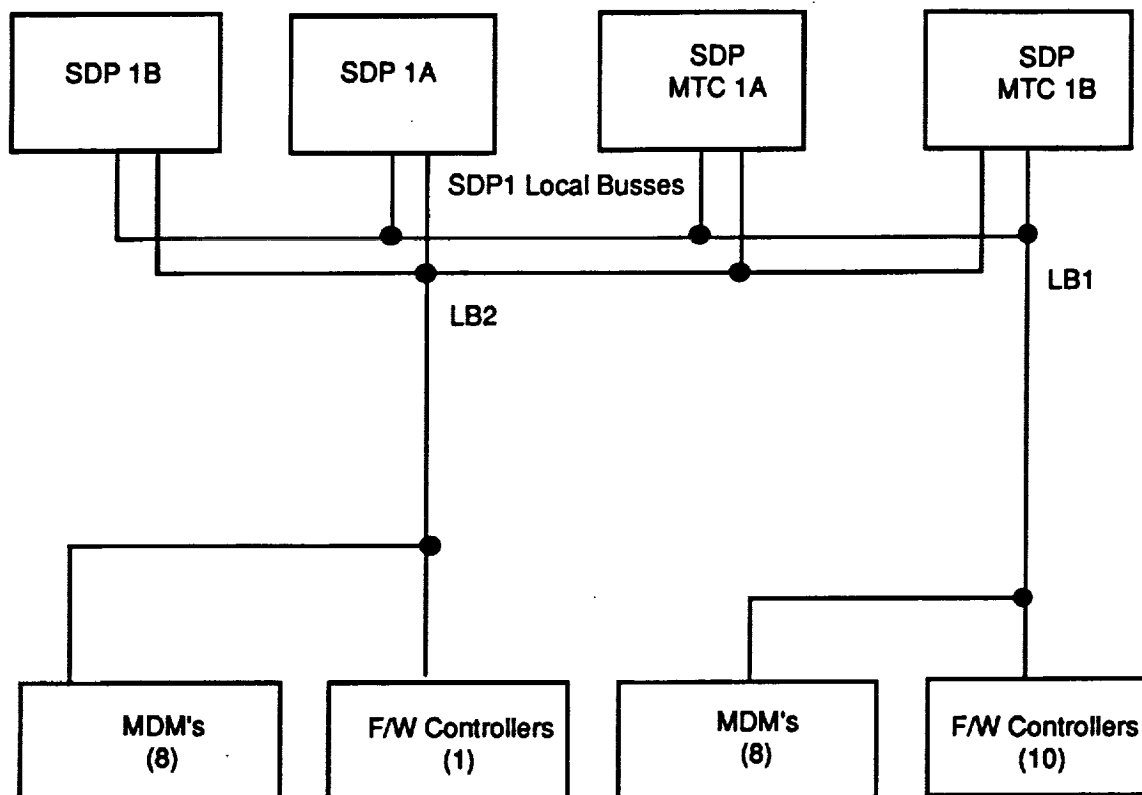 SDP 1B
SDP 1A
SDP
MTC 1A
SDP
MTC 1B
SDP1 Local Busses
LB1
LB2
MDM's
(8)
F/W Controllers
(1)
MDM's
(8)
F/W Controllers
(10)